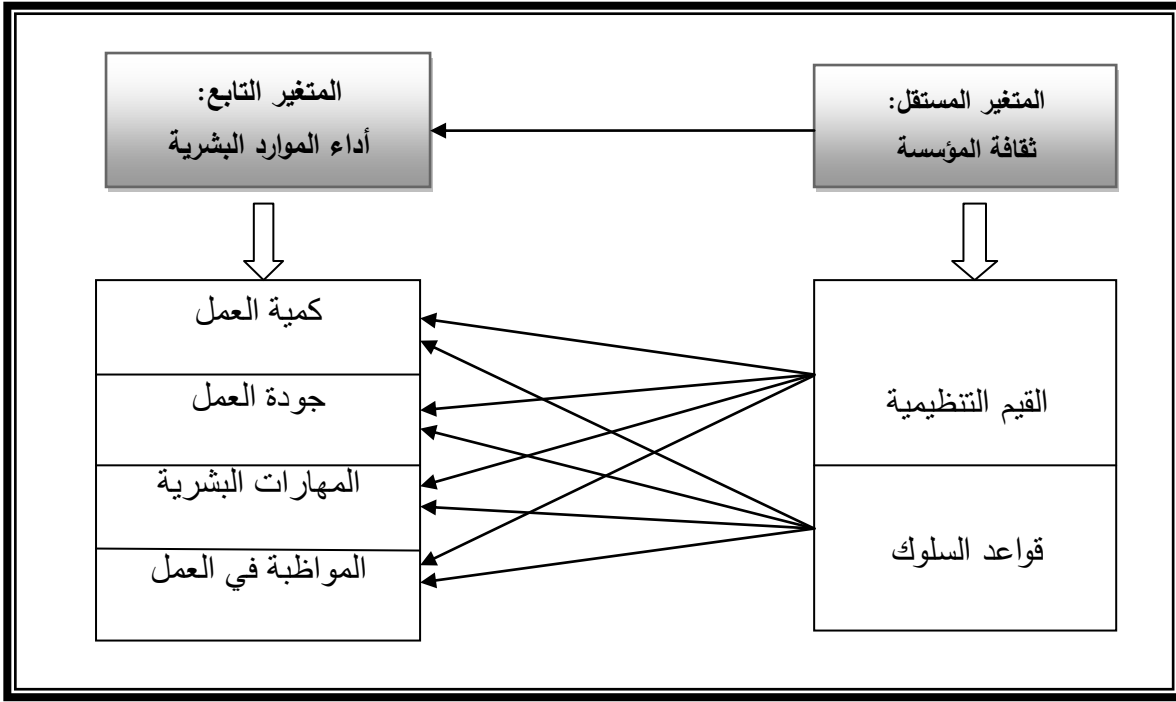 المتغير المستقل:
ثقافة المؤسسة
المتغير التابع:
أداء الموارد البشرية
القيم التنظيمية
قواعد السلوك
كمية العمل
جودة العمل
المهارات البشرية
المواظبة في العمل